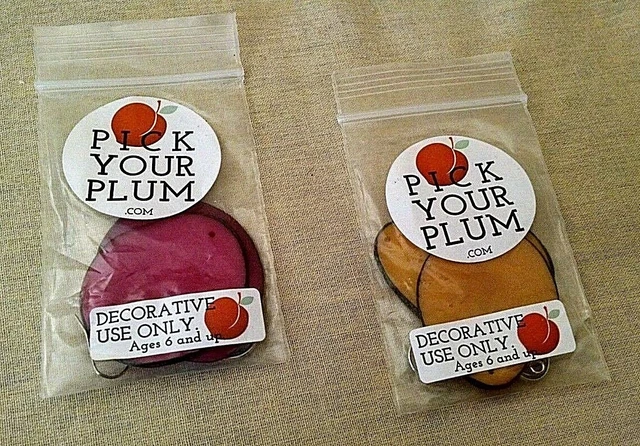 PICK
YOUR
PLUM
.COM
DECORATIVE
USE ONLY.
Ages 6 and up
PICK
YOUR
PLUM
.COM
DECORATIVE
USE ONLY.
Ages 6 and up